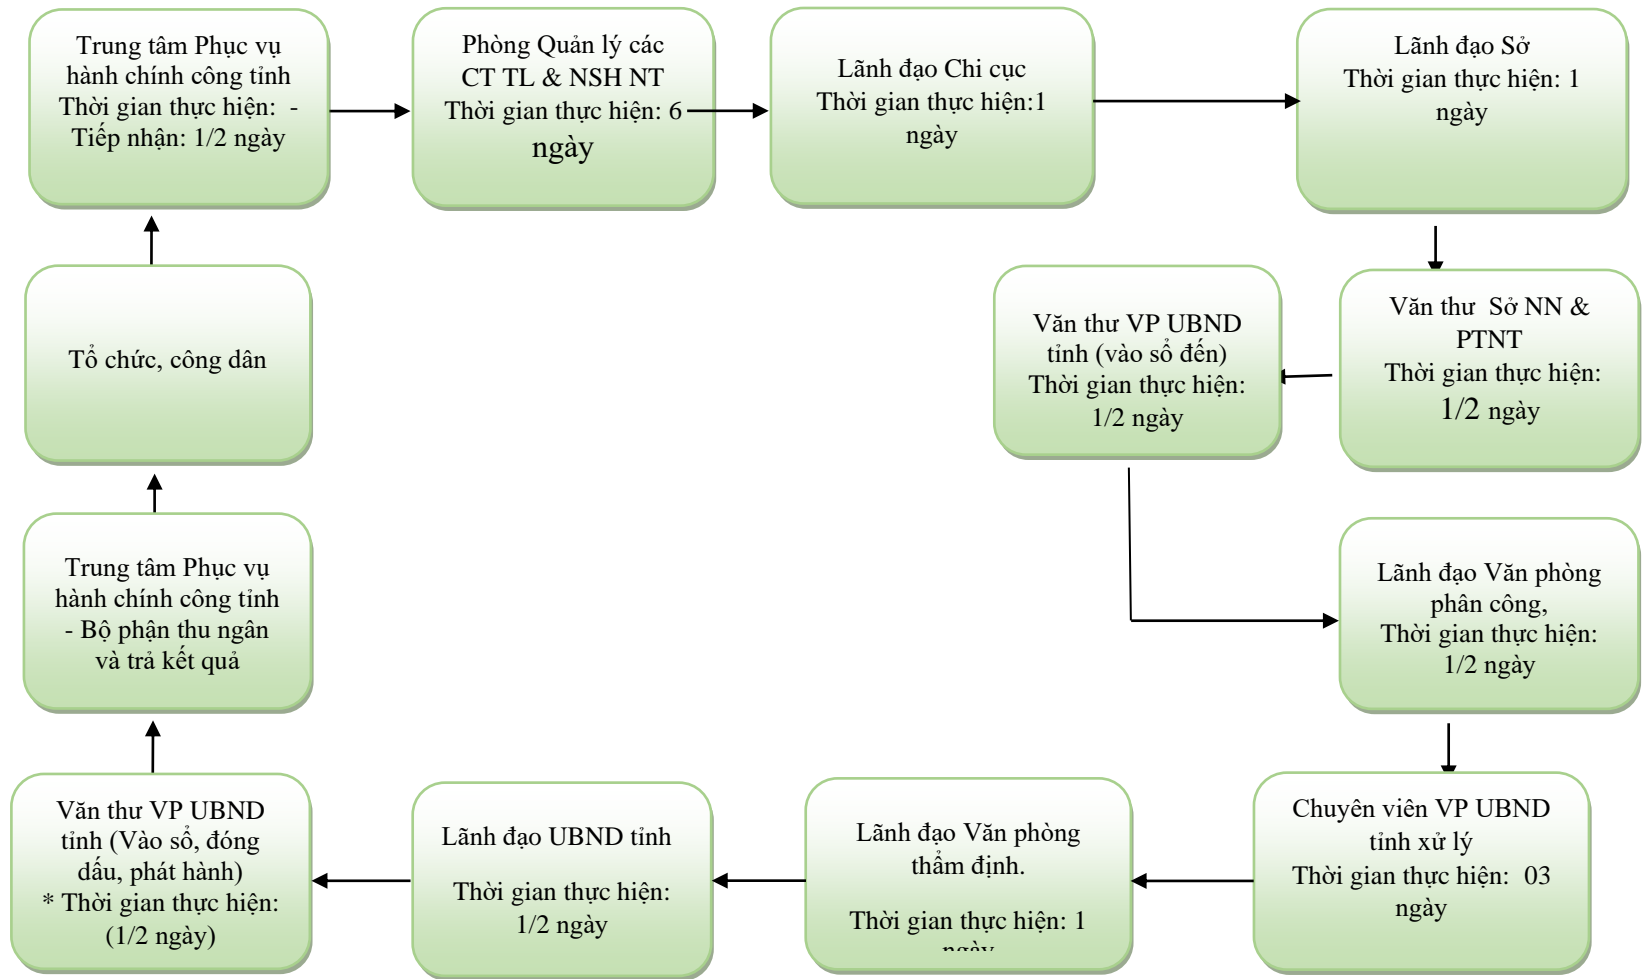 Trung tâm Phục vụ
hành chính công tỉnh
Thời gian thực hiện: -
Tiếp nhận: 1/2 ngày
Phòng Quản lý các
CT TL & NSH NT
Thời gian thực hiện: 6
ngày
Lãnh đạo Chi cục
Thời gian thực hiện:1
ngày
Lãnh đạo Sở
Thời gian thực hiện: 1
ngày
Văn thư Sở NN &
PTNT
Thời gian thực hiện:
1/2 ngày
Văn thư VP UBND
tỉnh (vào sổ đến)
Thời gian thực hiện:
1/2 ngày
Lãnh đạo Văn phòng
phân công,
Thời gian thực hiện:
1/2 ngày
Chuyên viên VP UBND
tỉnh xử lý
Thời gian thực hiện: 03
ngày
Lãnh đạo Văn phòng
thẩm định.
Thời gian thực hiện: 1
ngày
Lãnh đạo UBND tỉnh
Thời gian thực hiện:
1/2 ngày
Văn thư VP UBND
tỉnh (Vào sổ, đóng
dấu, phát hành)
* Thời gian thực hiện:
(1/2 ngày)
Trung tâm Phục vụ
hành chính công tỉnh
- Bộ phận thu ngân
và trả kết quả
Tổ chức, công dân